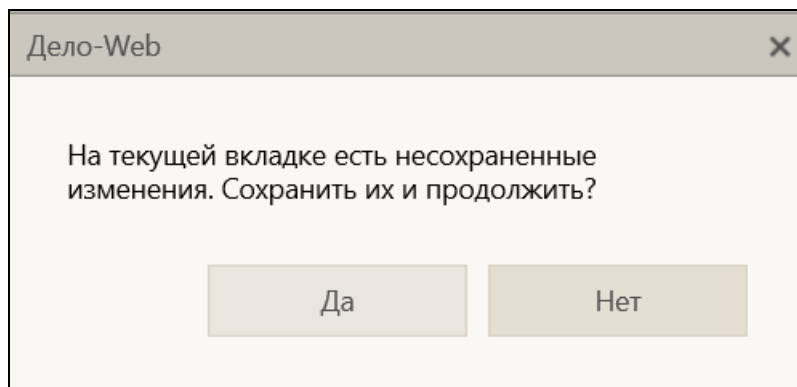 Дело-Web
На текущей вкладке есть несохраненные
изменения. Сохранить их и продолжить?
Да Нет